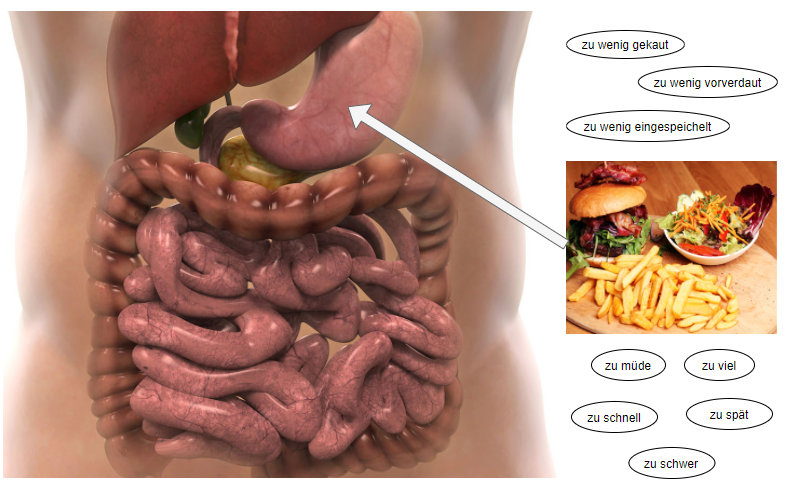 zu wenig gekaut
zu wenig vorverdaut
zu wenig eingespeichelt
zu müde
zu viel
zu schnell
zu spät
zu schwer